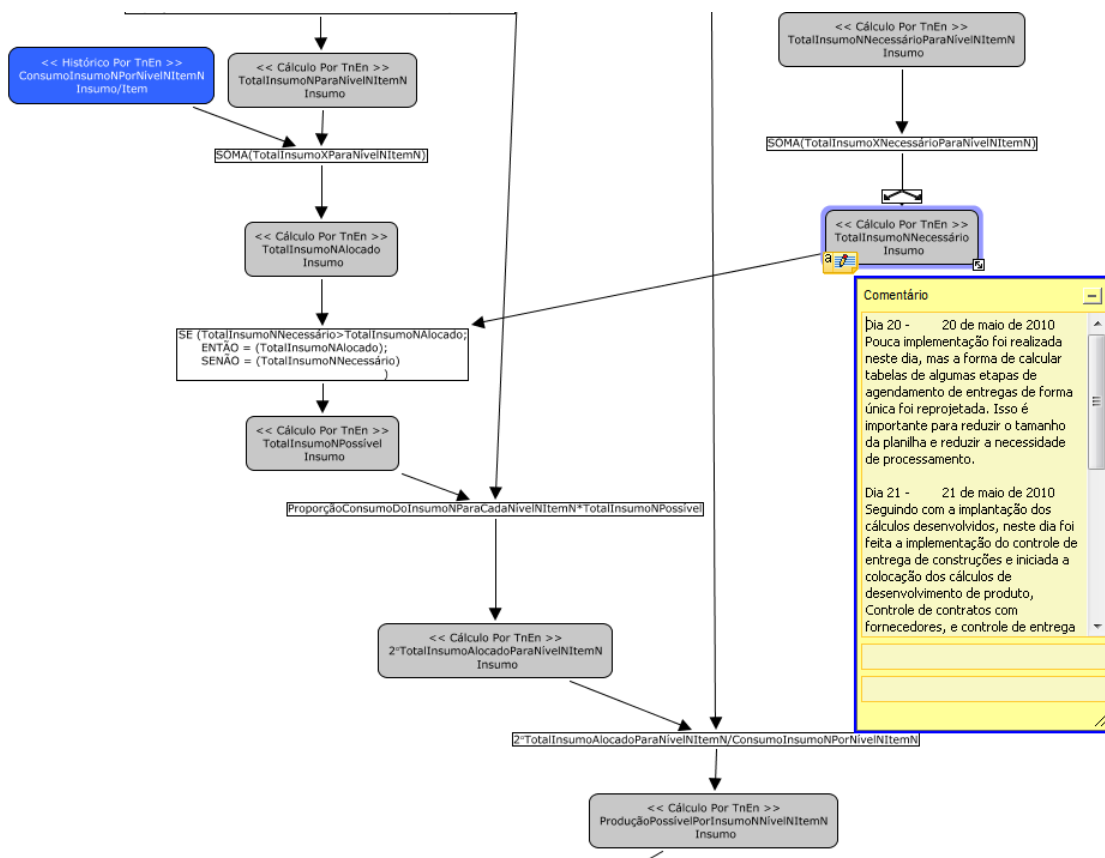 << Cálculo Por TnEn >>
TotalInsumoNNecessárioParaNívelNItemN
Insumo
<< Histórico Por TnEn >>
ConsumoInsumoNPorNívelNItemN
Insumo/Item
<< Cálculo Por TnEn >>
TotalInsumoNParaNívelNItemN
Insumo
SOMA(TotalInsumoXParaNívelNItemN)
SOMA(TotalInsumoXNecessárioParaNívelNItemN)
<< Cálculo Por TnEn >>
TotalInsumoNAlocado
Insumo
<< Cálculo Por TnEn >>
TotalInsumoNNecessário
Insumo
a
SE (TotalInsumoNNecessário>TotalInsumoNAlocado;
ENTÃO = (TotalInsumoNAlocado);
SENÃO = (TotalInsumoNNecessário)
)
<< Cálculo Por TnEn >>
TotalInsumoNPossível
Insumo
ProporçãoConsumoDoInsumoNParaCadaNívelNItemN*TotalInsumoNPossível
<< Cálculo Por TnEn >>
2ºTotalInsumoAlocadoParaNívelNItemN
Insumo
2ºTotalInsumoAlocadoParaNívelNItemN/ConsumoInsumoNPorNívelNItemN
<< Cálculo Por TnEn >>
ProduçãoPossívelPorInsumoNNívelNItemN
Insumo
Comentário
Dia 20 - 20 de maio de 2010
Pouca implementação foi realizada
neste dia, mas a forma de calcular
tabelas de algumas etapas de
agendamento de entregas de forma
única foi reprojetada. Isso é
importante para reduzir o tamanho
da planilha e reduzir a necessidade
de processamento.
Dia 21 - 21 de maio de 2010
Seguindo com a implantação dos
cálculos desenvolvidos, neste dia foi
feita a implementação do controle de
entrega de construções e iniciada a
colocação dos cálculos de
desenvolvimento de produto,
Controle de contratos com
fornecedores, e controle de entrega